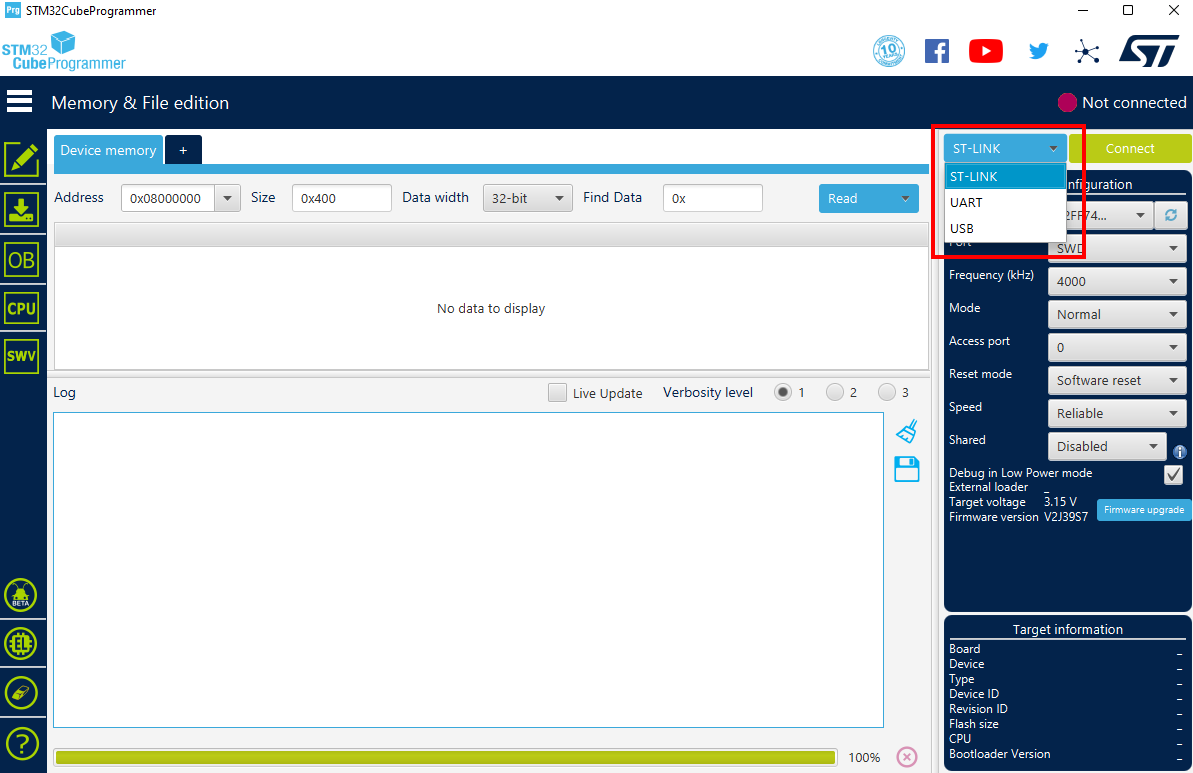 Prg STM32CubeProgrammer
STM32
CubeProgrammer
10
YEARS
Memory & File edition
Not connected
Device memory
+
ST-LINK
Connect
ST-LINK
UART
USB
nfiguration
Address
0x08000000
Size
0x400
Data width
32-bit
Find Data
0x
Read
2FF74...
Port
SWD
OB
CPU
SWV
No data to display
Frequency (kHz)
4000
Mode
Normal
Access port
0
Reset mode
Software reset
Speed
Reliable
Shared
Disabled
Debug in Low Power mode
External loader _
Target voltage 3.15 V
Firmware version V2J39S7
Firmware upgrade
Log
Live Update
Verbosity level
1
2
3
BETA
EL
?
100%
Target information
Board _
Device _
Type _
Device ID _
Revision ID _
Flash size _
CPU _
Bootloader Version _